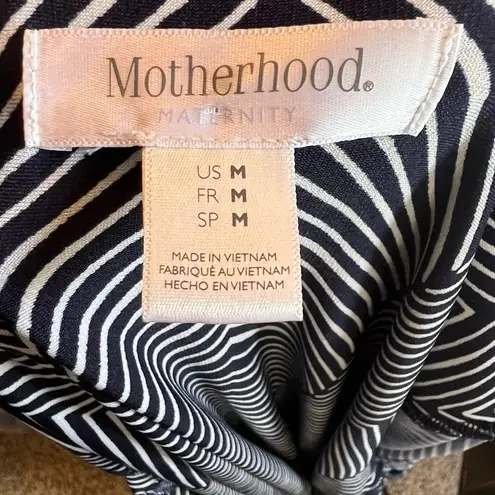 Motherhood®
MATERNITY
US M
FR M
SP M
MADE IN VIETNAM
FABRIQUÉ AU VIETNAM
HECHO EN VIETNAM